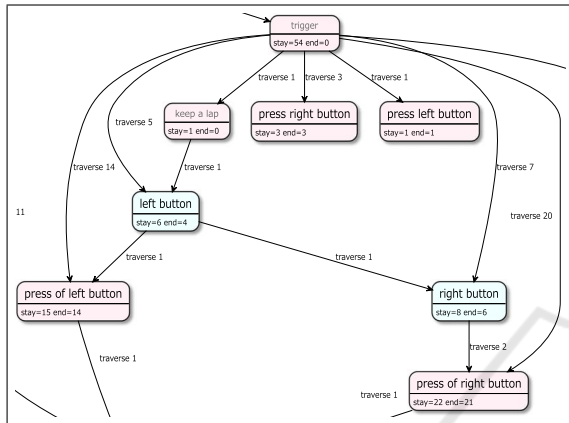 trigger
stay=54 end=0
traverse 1
traverse 3
traverse 1
keep a lap
stay=1 end=0
press right button
stay=3 end=3
press left button
stay=1 end=1
traverse 5
traverse 14
traverse 1
traverse 7
left button
stay=6 end=4
11
traverse 20
traverse 1
traverse 1
press of left button
stay=15 end=14
right button
stay=8 end=6
traverse 2
traverse 1
press of right button
stay=22 end=21
traverse 1